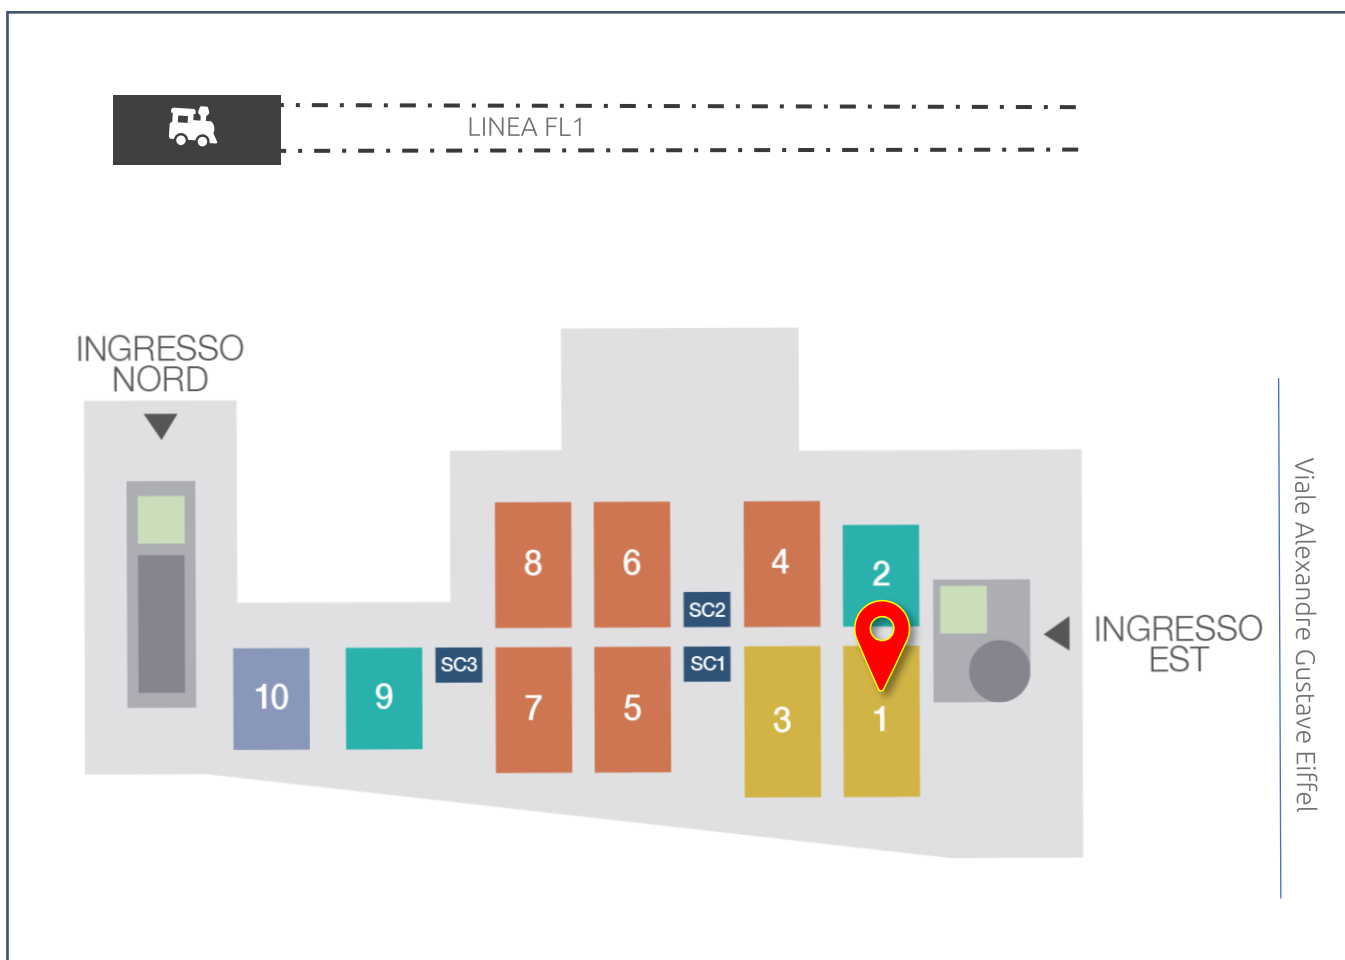 LINEA FL1
INGRESSO
NORD
8
6
4
2
SC2
INGRESSO
EST
SC3
SC1
10
9
7
5
3
1
Viale Alexandre Gustave Eiffel